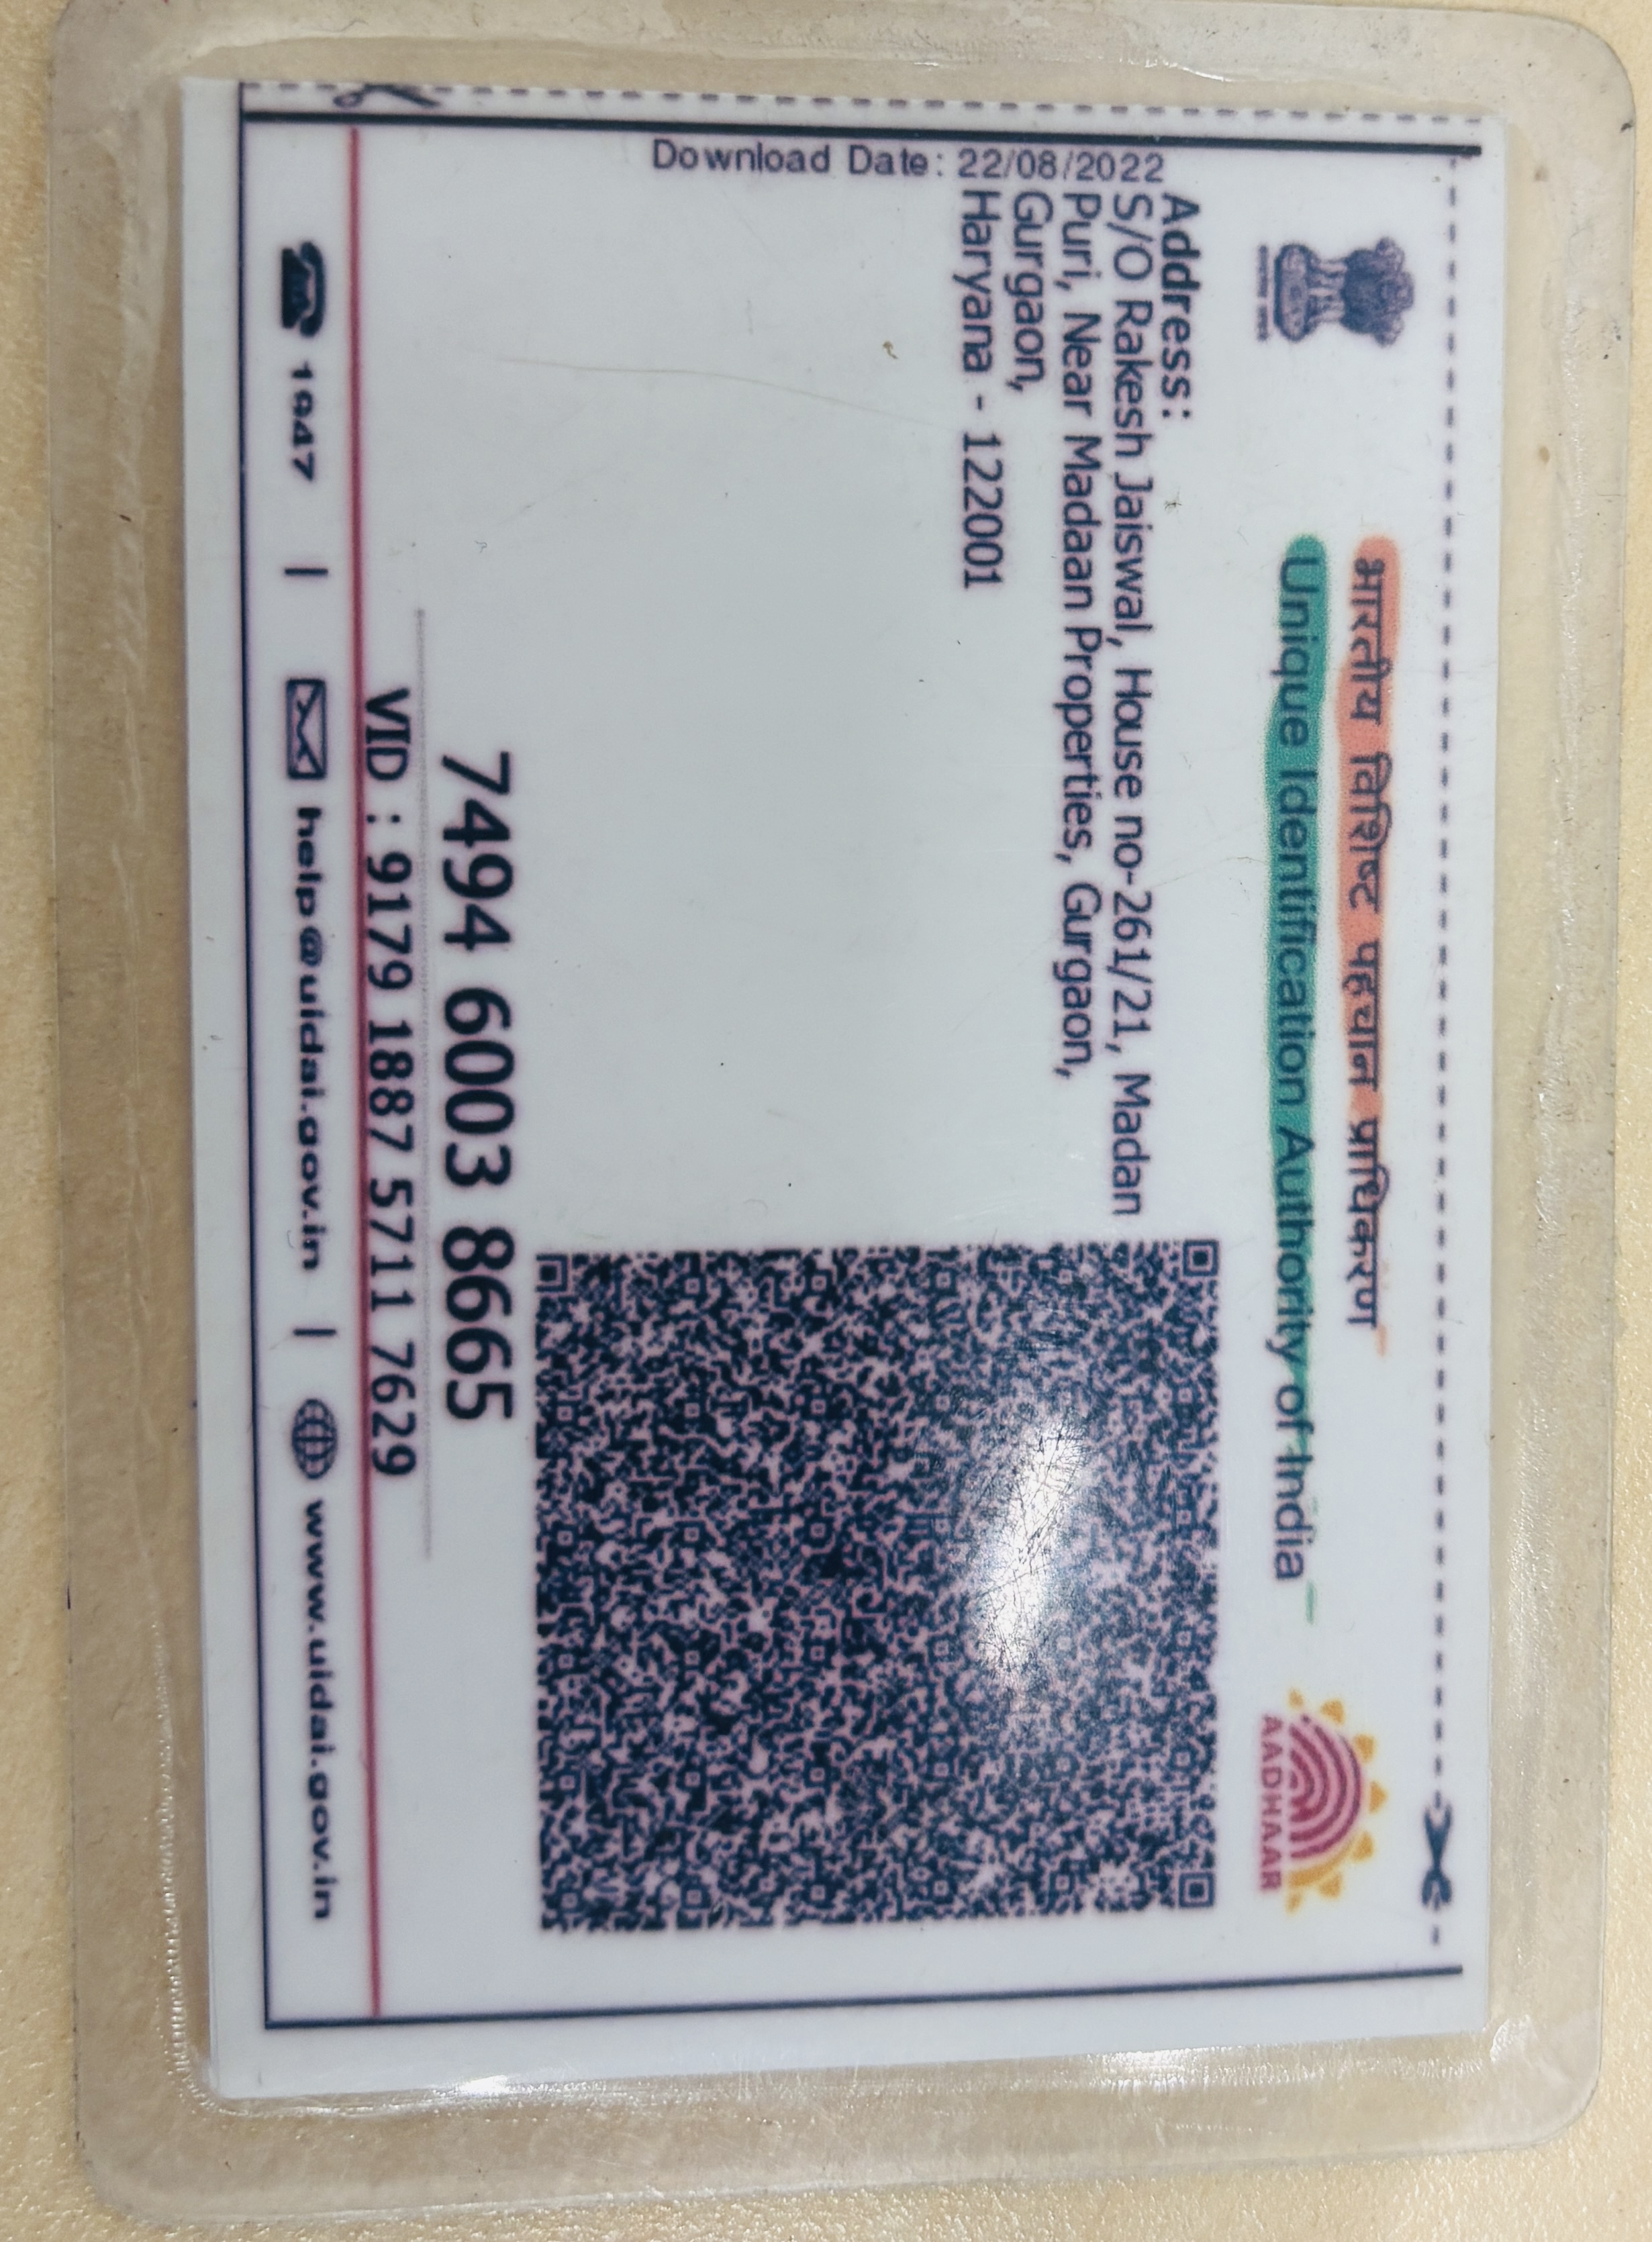 भारतीय विशिष्ट पहचान प्राधिकरण
Unique Identification Authority of India
AADHAAR
Download Date: 22/08/2022
Address:
S/O Rakesh Jaiswal, House no-261/21, Madan
Puri, Near Madaan Properties, Gurgaon,
Gurgaon,
Haryana - 122001
7494 6003 8665
VID : 9179 1887 5711 7629
1947 | help@uidai.gov.in | www.uidai.gov.in